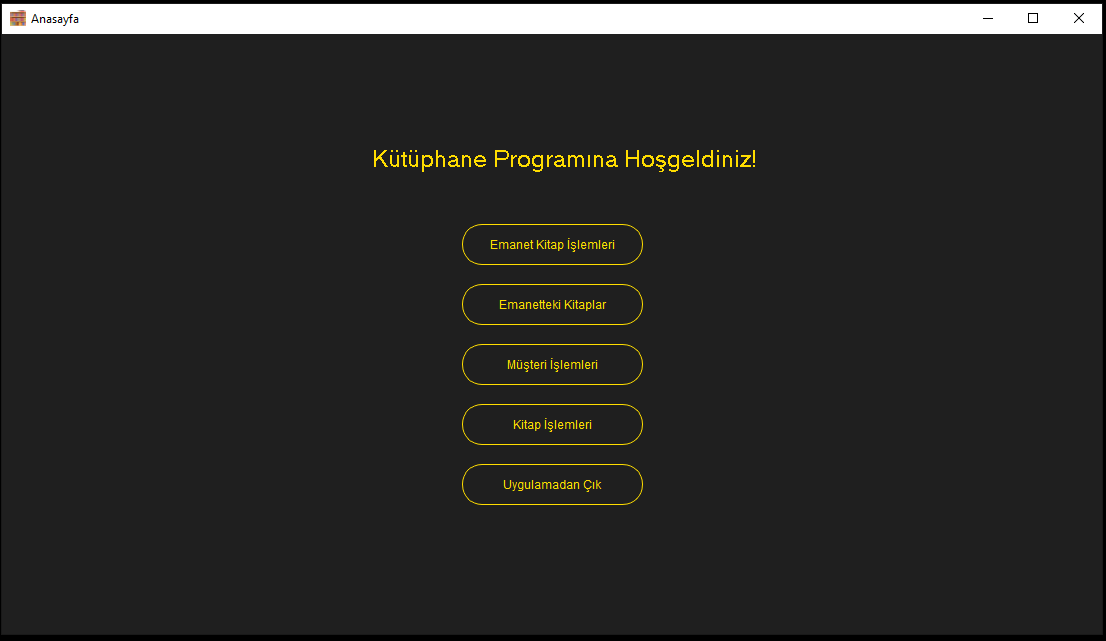 Anasayfa
Kütüphane Programına Hoşgeldiniz!
Emanet Kitap İşlemleri
Emanetteki Kitaplar
Müşteri İşlemleri
Kitap İşlemleri
Uygulamadan Çık